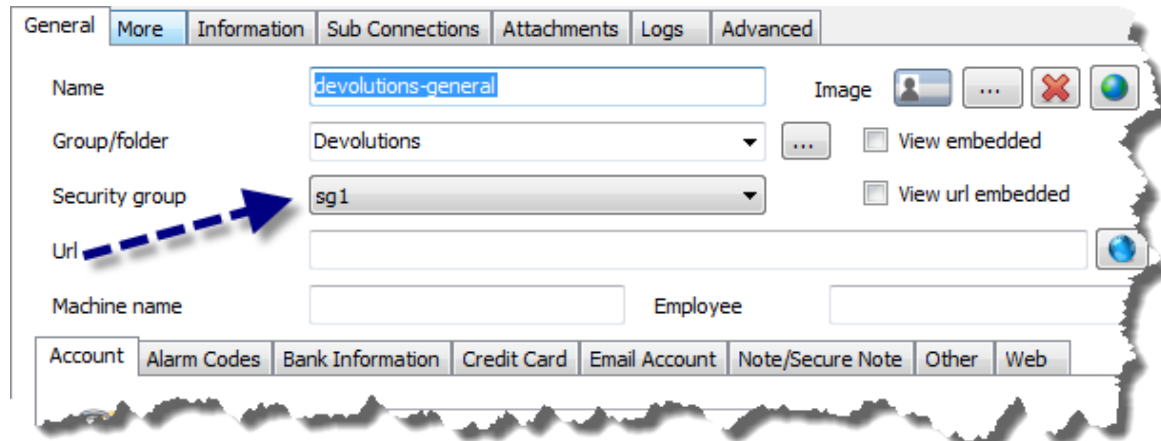 General More Information Sub Connections Attachments Logs Advanced
Name devolutions-general Image ...
Group/folder Devolutions ... View embedded
Security group sg1 View url embedded
Url
Machine name Employee
Account Alarm Codes Bank Information Credit Card Email Account Note/Secure Note Other Web